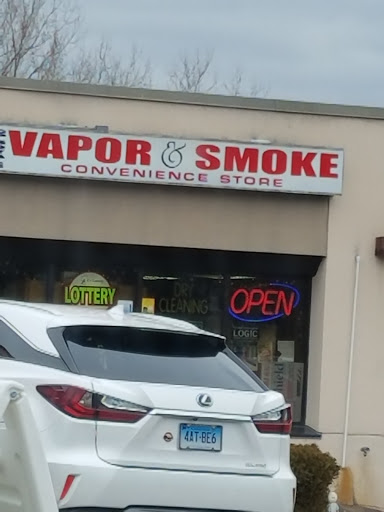 VAPOR & SMOKE
CONVENIENCE STORE
LOTTERY
DRY
CLEANING
OPEN
LOGIC
4AT-BE6